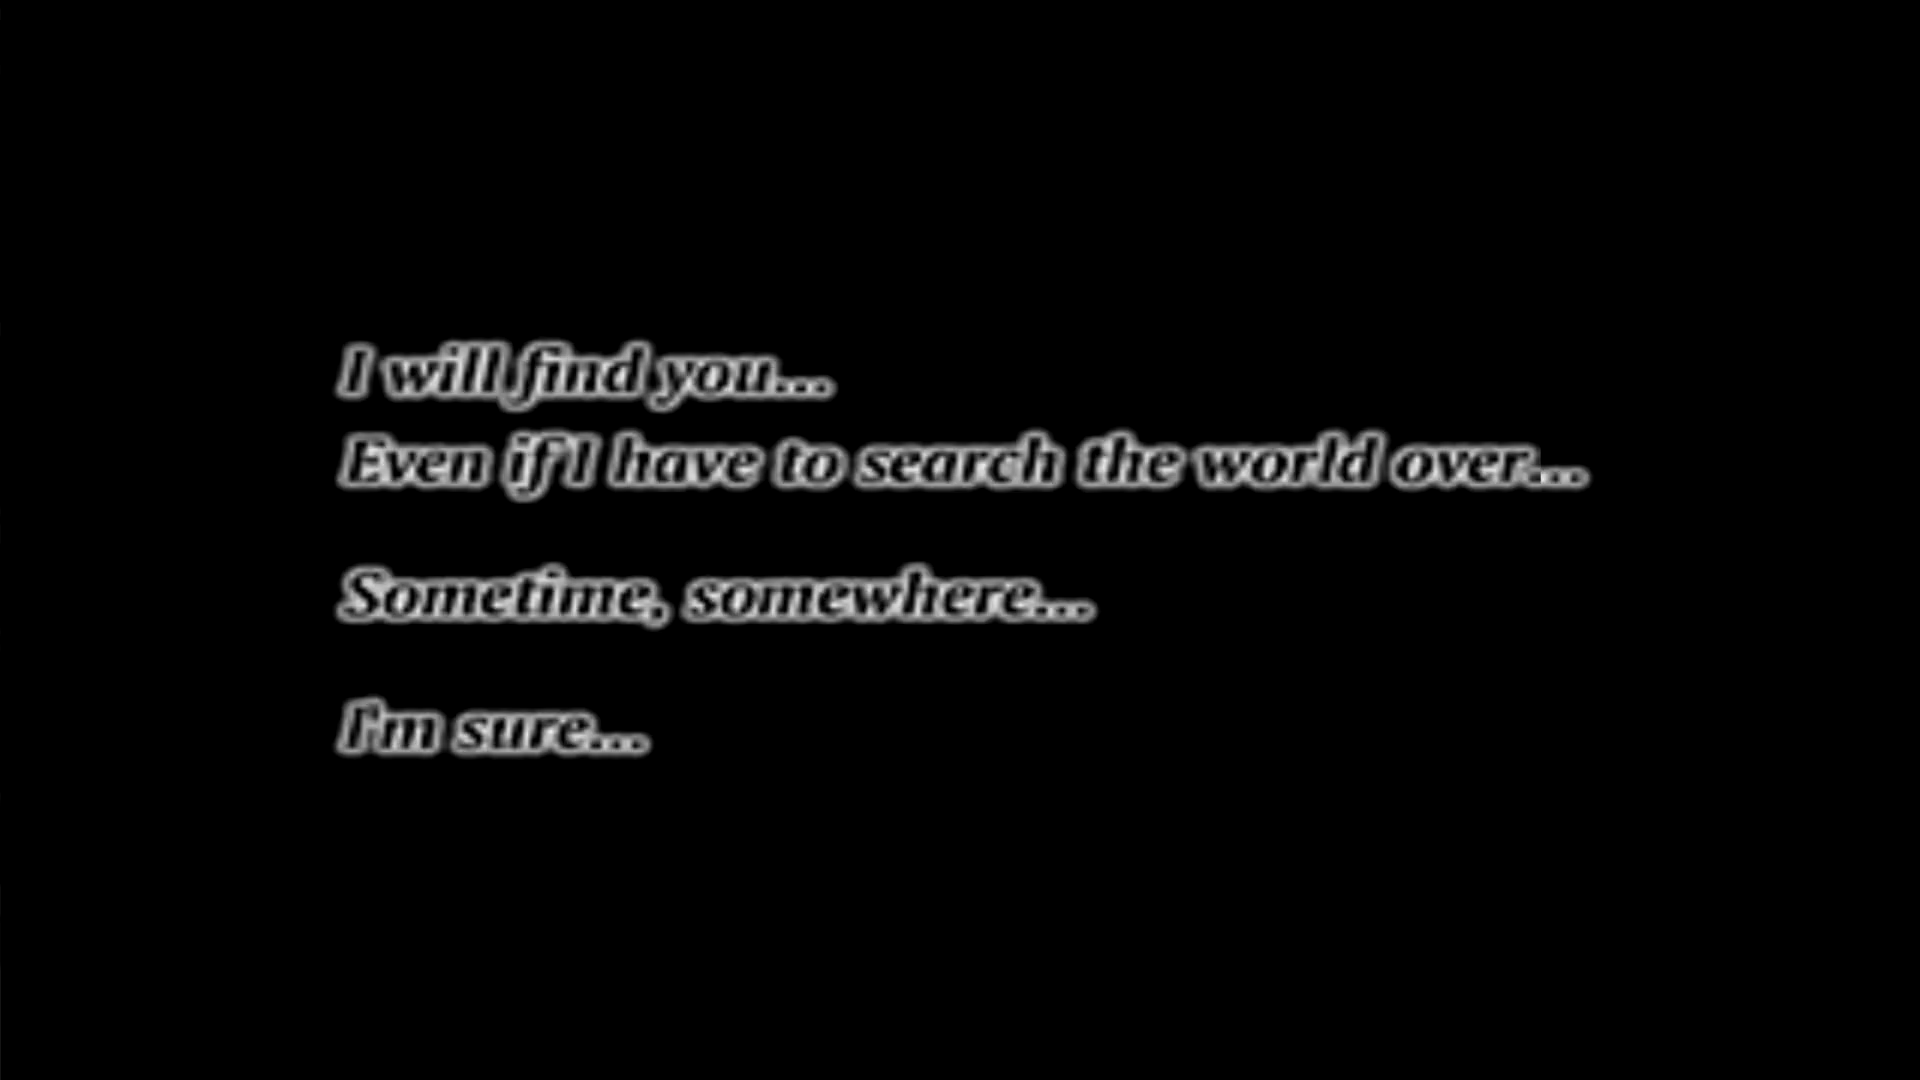 I will find you...
Even if I have to search the world over...
Sometime, somewhere...
I'm sure...